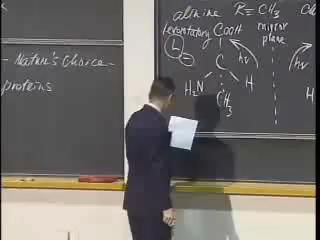 - Nature's Choice -
proteins
alanine R ≡ CH₃
levorotatory COOH mirror
L C plane
- C hν hν
H₂N H H
CH₃